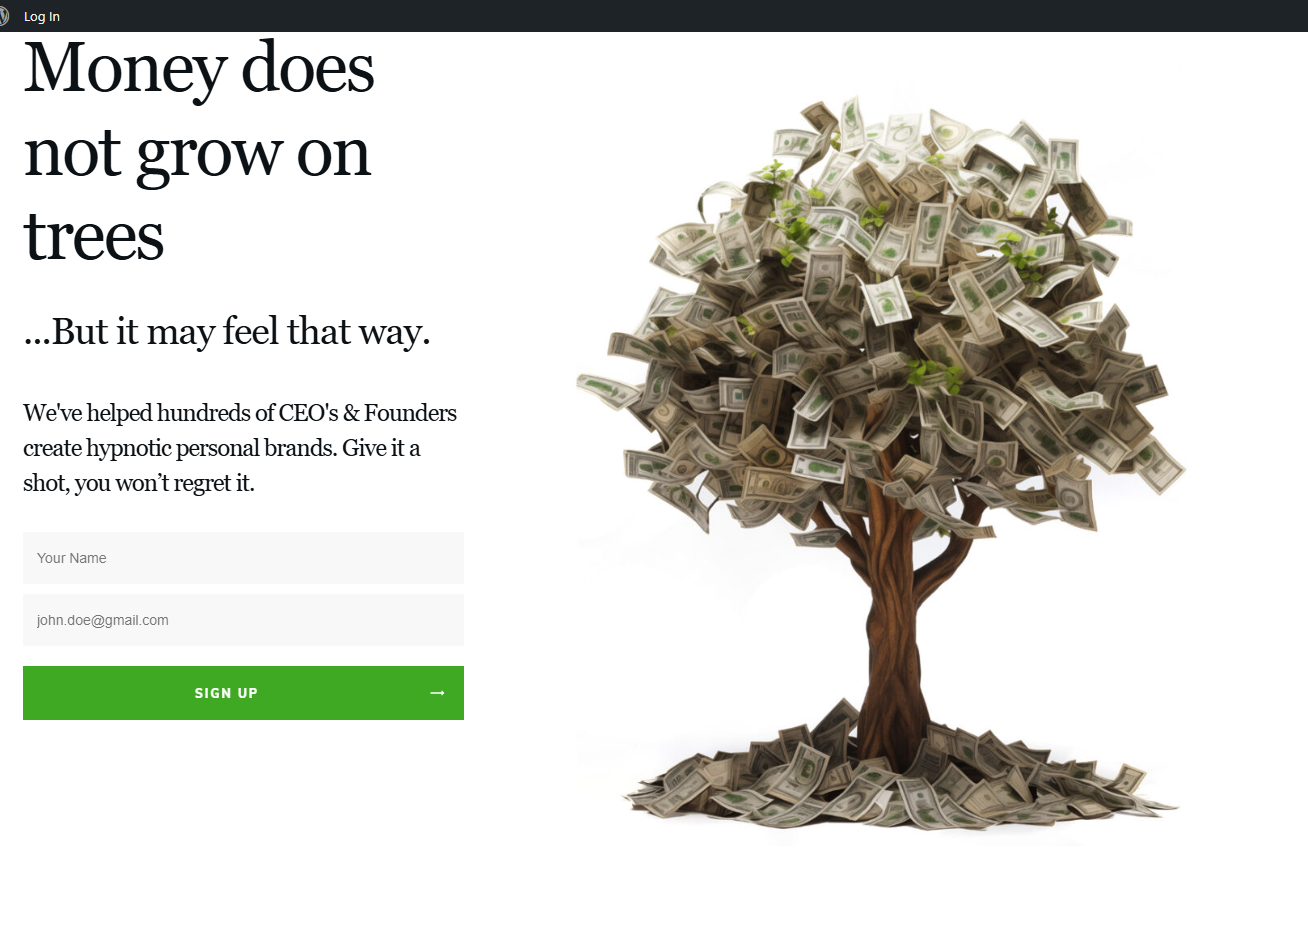 Log In
Money does
not grow on
trees
...But it may feel that way.
We've helped hundreds of CEO's & Founders
create hypnotic personal brands. Give it a
shot, you won’t regret it.
Your Name
john.doe@gmail.com
SIGN UP →